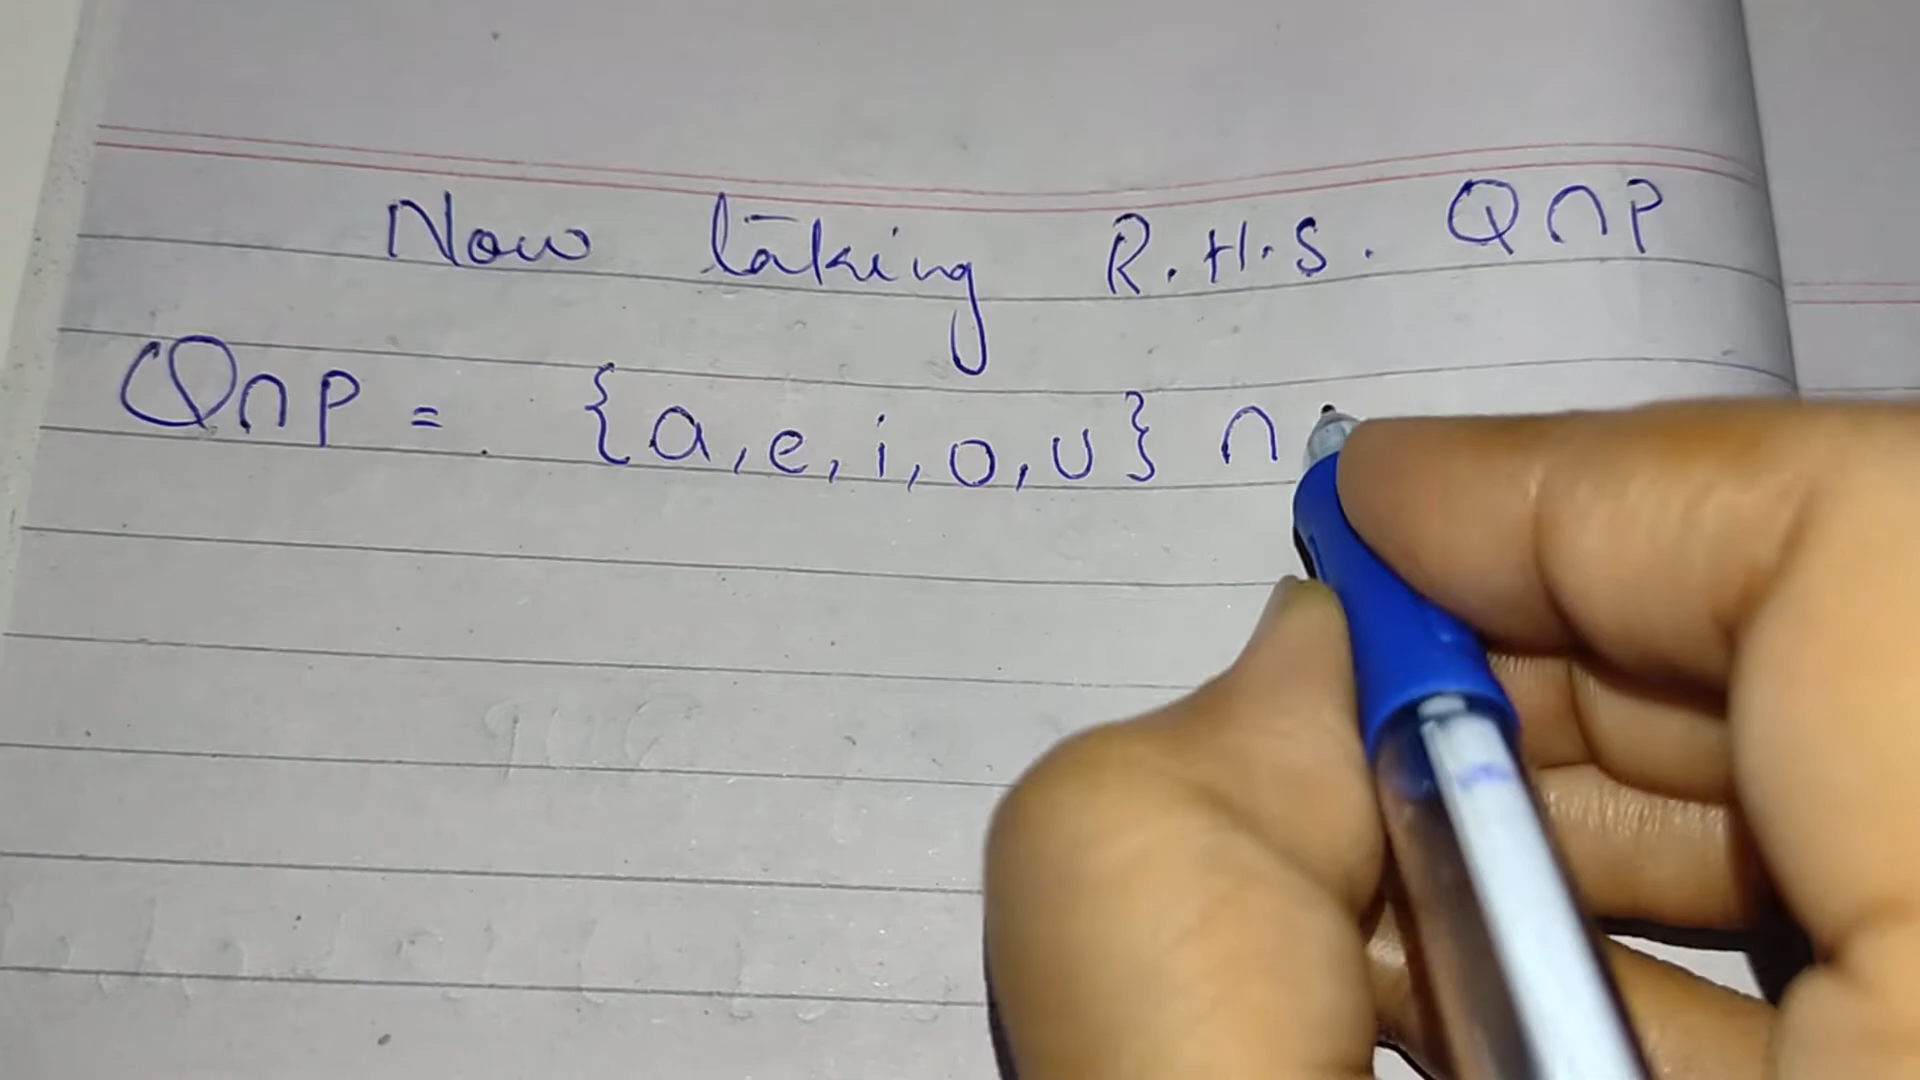 Now taking R.H.S. Q∩P
Q∩P = {a, e, i, o, u} ∩